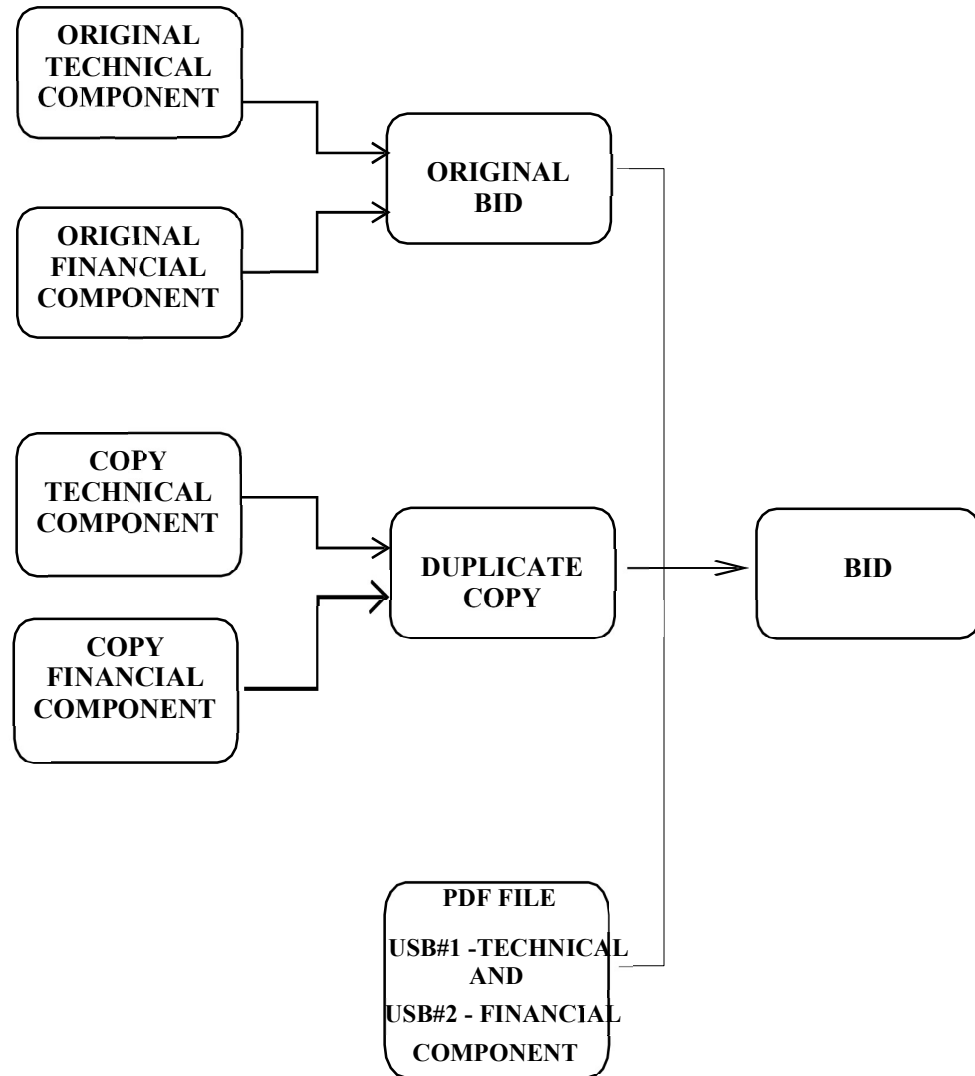 ORIGINAL
TECHNICAL
COMPONENT
ORIGINAL
FINANCIAL
COMPONENT
ORIGINAL
BID
COPY
TECHNICAL
COMPONENT
COPY
FINANCIAL
COMPONENT
DUPLICATE
COPY
BID
PDF FILE
USB#1 -TECHNICAL
AND
USB#2 - FINANCIAL
COMPONENT